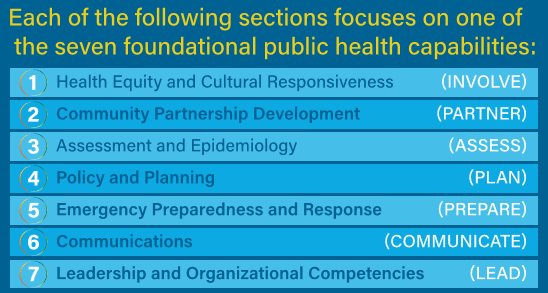 Each of the following sections focuses on one of
the seven foundational public health capabilities:
1 Health Equity and Cultural Responsiveness (INVOLVE)
2 Community Partnership Development (PARTNER)
3 Assessment and Epidemiology (ASSESS)
4 Policy and Planning (PLAN)
5 Emergency Preparedness and Response (PREPARE)
6 Communications (COMMUNICATE)
7 Leadership and Organizational Competencies (LEAD)